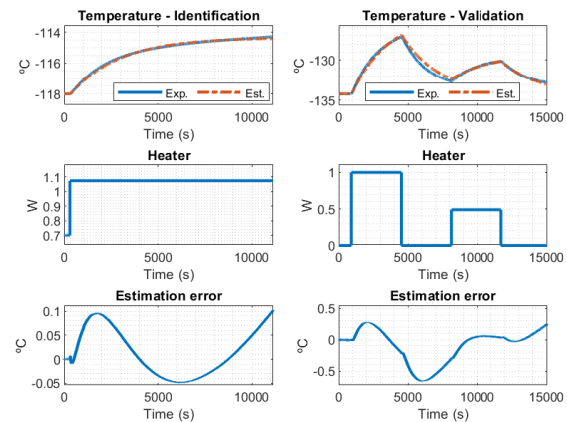 Temperature - Identification
-114
-116
-118
ºC
Exp. Est.
0 5000 10000
Time (s)
Temperature - Validation
-130
-135
ºC
Exp. Est.
0 5000 10000 15000
Time (s)
Heater
1.1
1
0.9
0.8
0.7
W
0 5000 10000
Time (s)
Heater
1
0.5
0
W
0 5000 10000 15000
Time (s)
Estimation error
0.1
0.05
0
-0.05
ºC
0 5000 10000
Time (s)
Estimation error
0.5
0
-0.5
ºC
0 5000 10000 15000
Time (s)